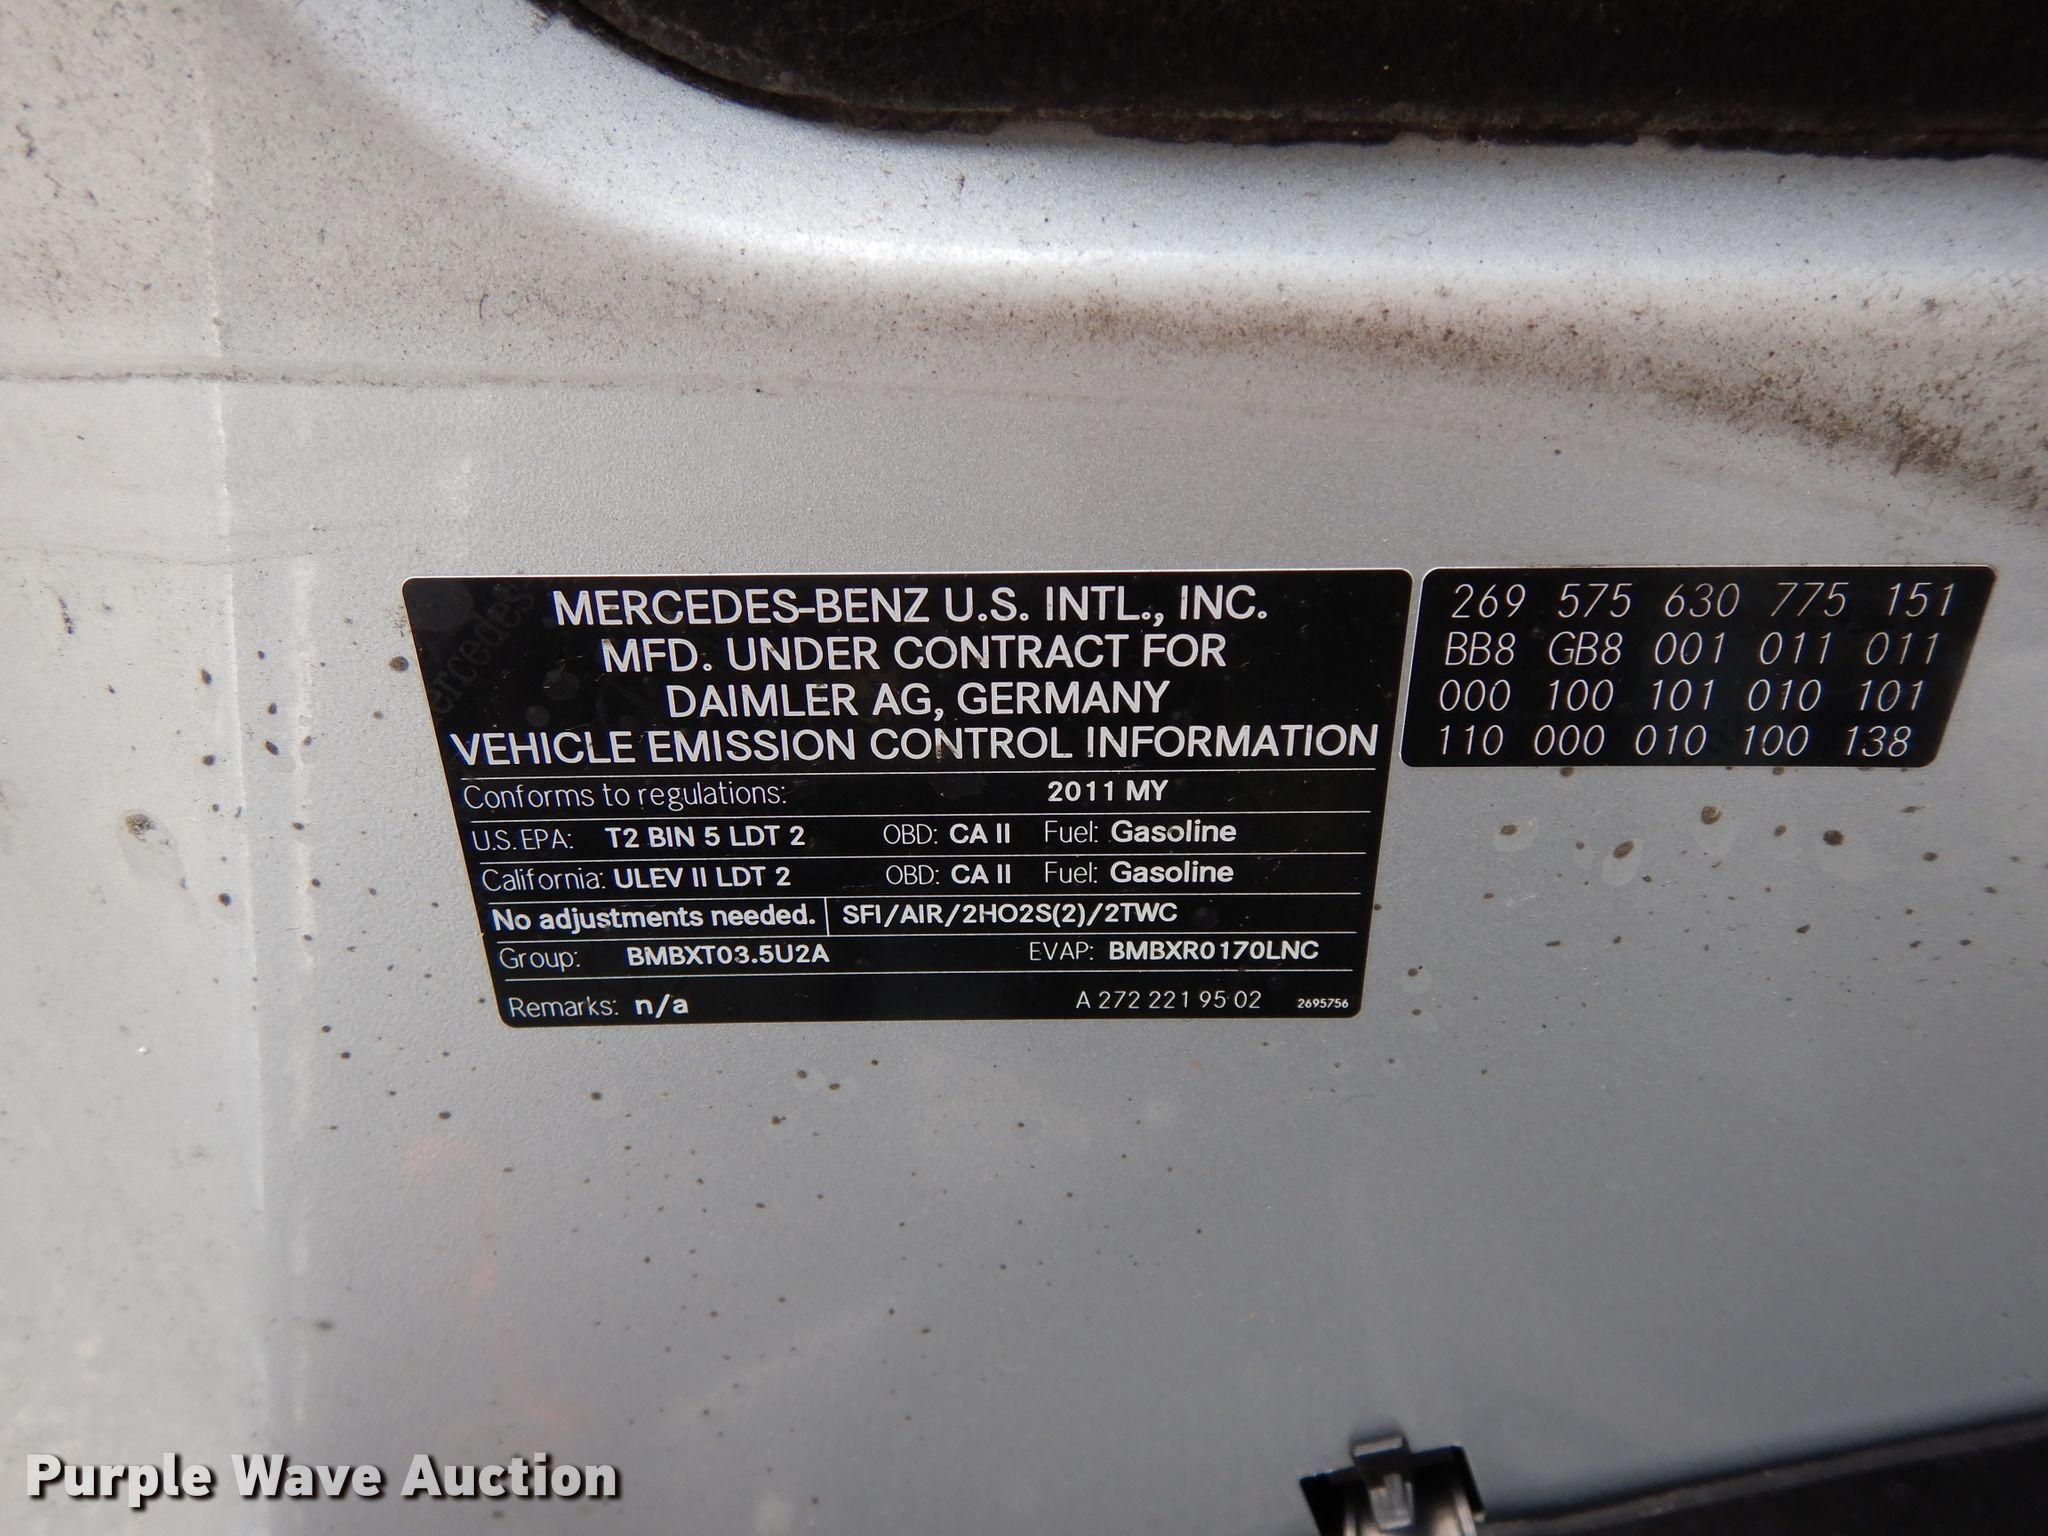 MERCEDES-BENZ U.S. INTL., INC.
MFD. UNDER CONTRACT FOR
DAIMLER AG, GERMANY
VEHICLE EMISSION CONTROL INFORMATION
Conforms to regulations: 2011 MY
U.S. EPA: T2 BIN 5 LDT 2 OBD: CA II Fuel: Gasoline
California: ULEV II LDT 2 OBD: CA II Fuel: Gasoline
No adjustments needed. SFI/AIR/2HO2S(2)/2TWC
Group: BMBXT03.5U2A EVAP: BMBXR0170LNC
Remarks: n/a A 272 221 95 02 2695756
269 575 630 775 151
BB8 GB8 001 011 011
000 100 101 010 101
110 000 010 100 138
Purple Wave Auction